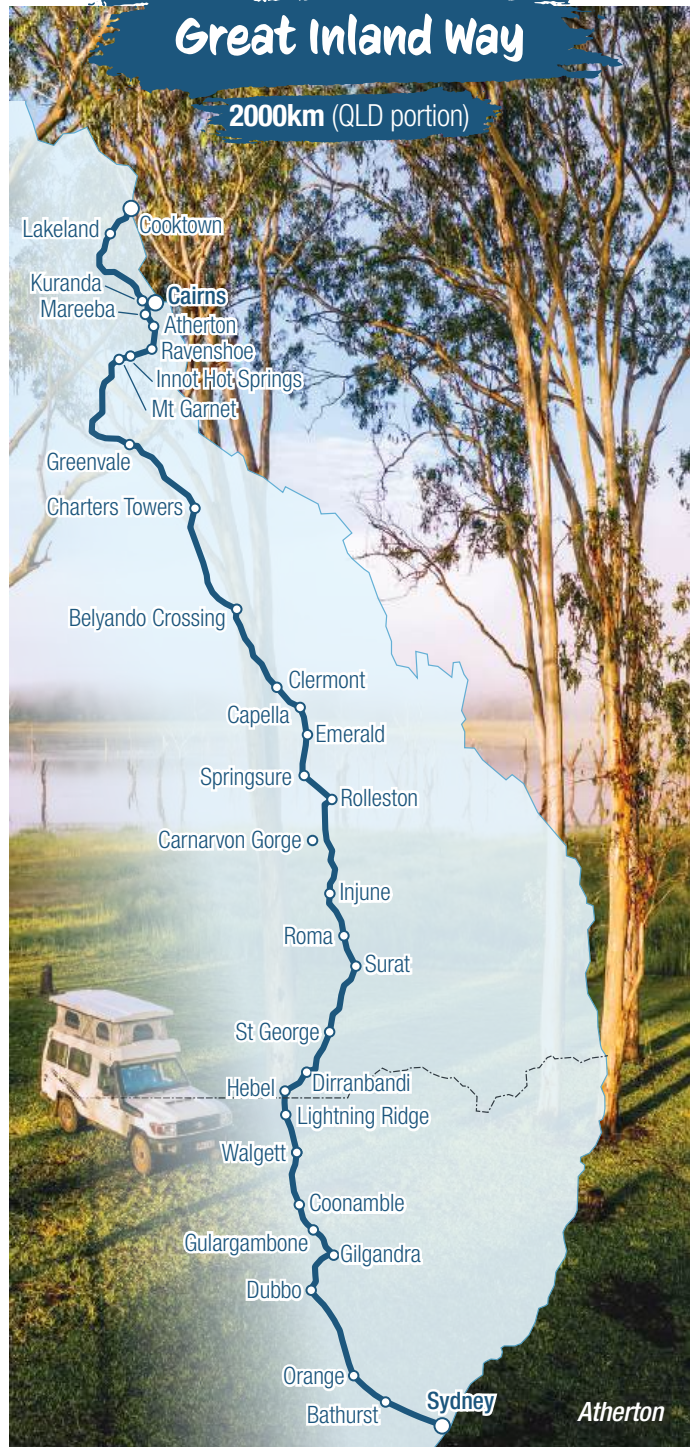 Great Inland Way
2000km (QLD portion)
Cooktown
Lakeland
Kuranda
Cairns
Mareeba
Atherton
Ravenshoe
Innot Hot Springs
Mt Garnet
Greenvale
Charters Towers
Belyando Crossing
Clermont
Capella
Emerald
Springsure
Rolleston
Carnarvon Gorge
Injune
Roma
Surat
St George
Dirranbandi
Hebel
Lightning Ridge
Walgett
Coonamble
Gulargambone
Gilgandra
Dubbo
Orange
Sydney
Bathurst
Atherton